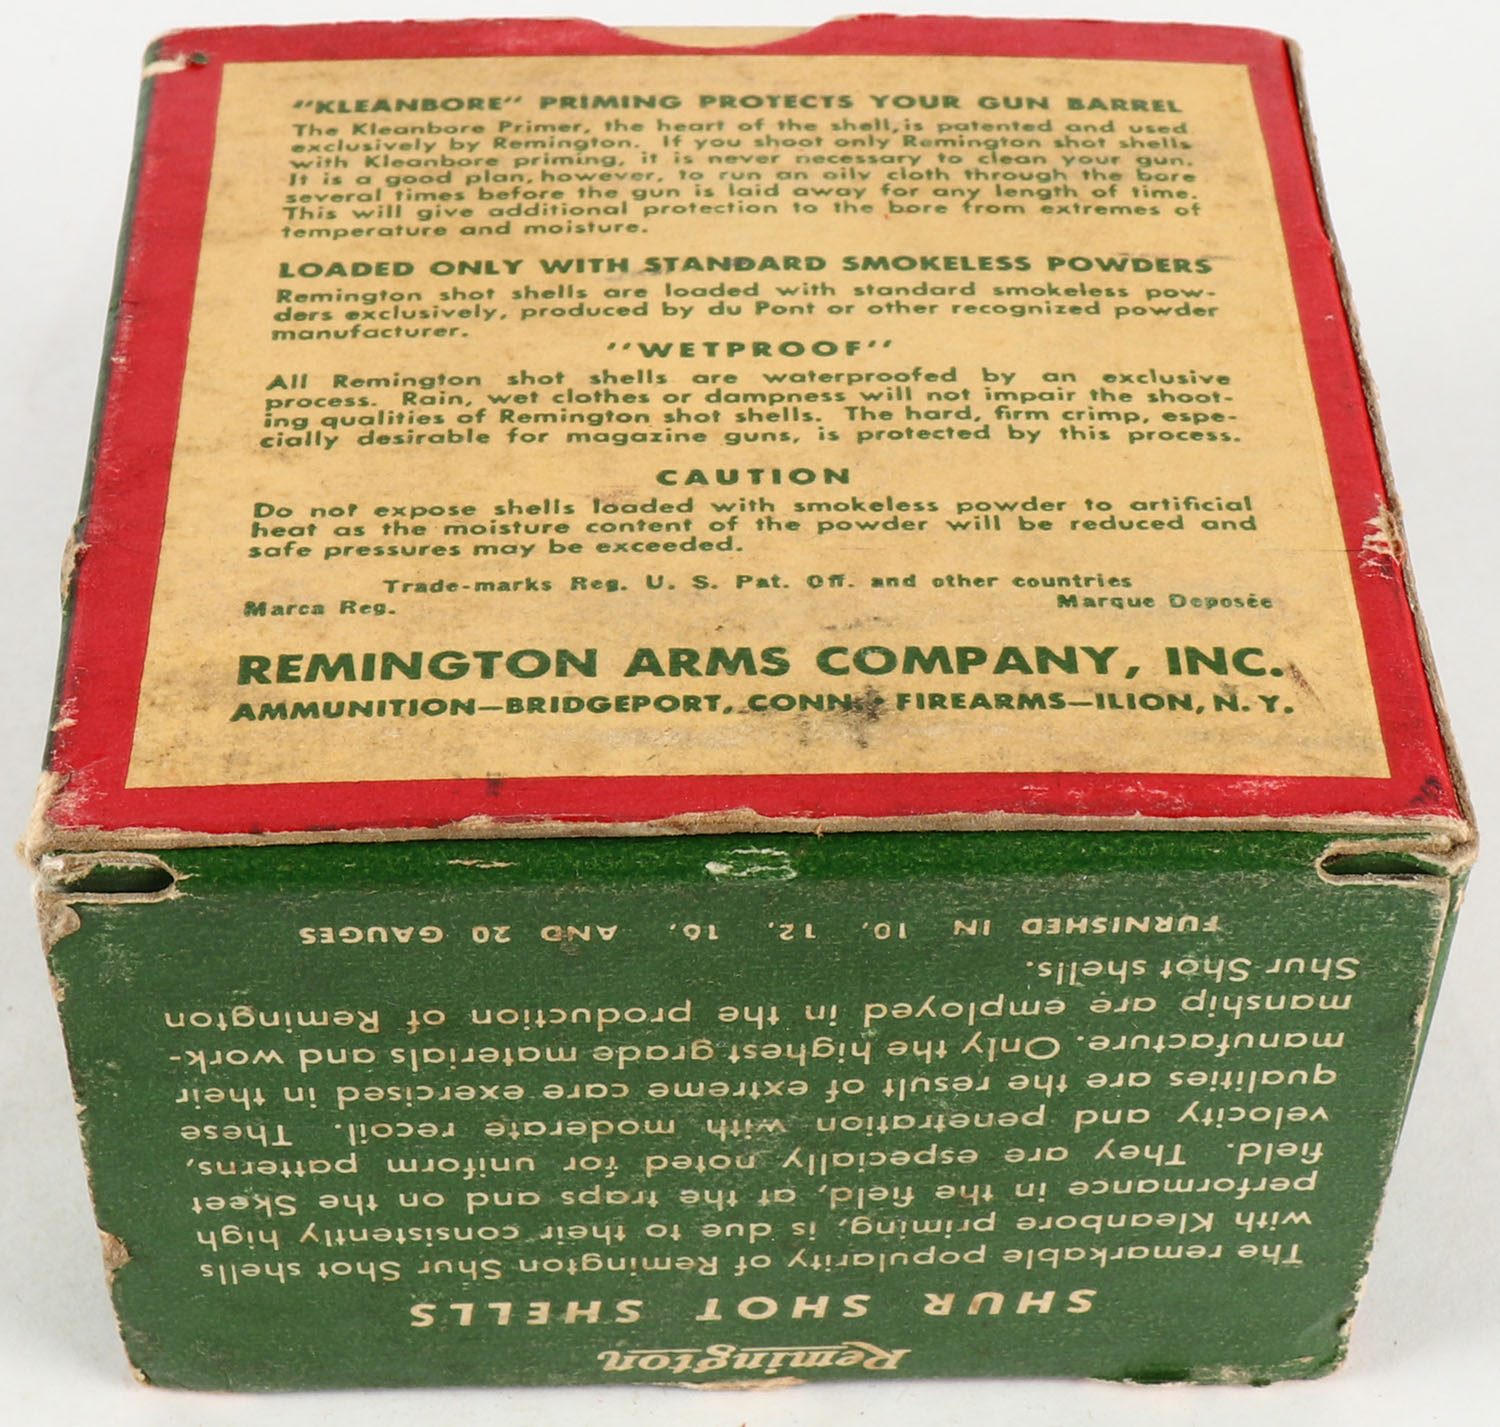 "KLEANBORE" PRIMING PROTECTS YOUR GUN BARREL
The Kleanbore Primer, the heart of the shell, is patented and used
exclusively by Remington. If you shoot only Remington shot shells
with Kleanbore priming, it is never necessary to clean your gun.
It is a good plan, however, to run an oily cloth through the bore
several times before the gun is laid away for any length of time.
This will give additional protection to the bore from extremes of
temperature and moisture.
LOADED ONLY WITH STANDARD SMOKELESS POWDERS
Remington shot shells are loaded with standard smokeless pow-
ders exclusively, produced by du Pont or other recognized powder
manufacturer.
"WETPROOF"
All Remington shot shells are waterproofed by an exclusive
process. Rain, wet clothes or dampness will not impair the shoot-
ing qualities of Remington shot shells. The hard, firm crimp, espe-
cially desirable for magazine guns, is protected by this process.
CAUTION
Do not expose shells loaded with smokeless powder to artificial
heat as the moisture content of the powder will be reduced and
safe pressures may be exceeded.
Trade-marks Reg. U. S. Pat. Off. and other countries
Marca Reg. Marque Deposée
REMINGTON ARMS COMPANY, INC.
AMMUNITION—BRIDGEPORT, CONN. • FIREARMS—ILION, N. Y.
Remington
SHUR SHOT SHELLS
The remarkable popularity of Remington Shur Shot shells
with Kleanbore priming, is due to their consistently high
performance in the field, at the traps and on the Skeet
field. They are especially noted for uniform patterns,
velocity and penetration with moderate recoil. These
qualities are the result of extreme care exercised in their
manufacture. Only the highest grade materials and work-
manship are employed in the production of Remington
Shur Shot shells.
FURNISHED IN 10, 12, 16, AND 20 GAUGES